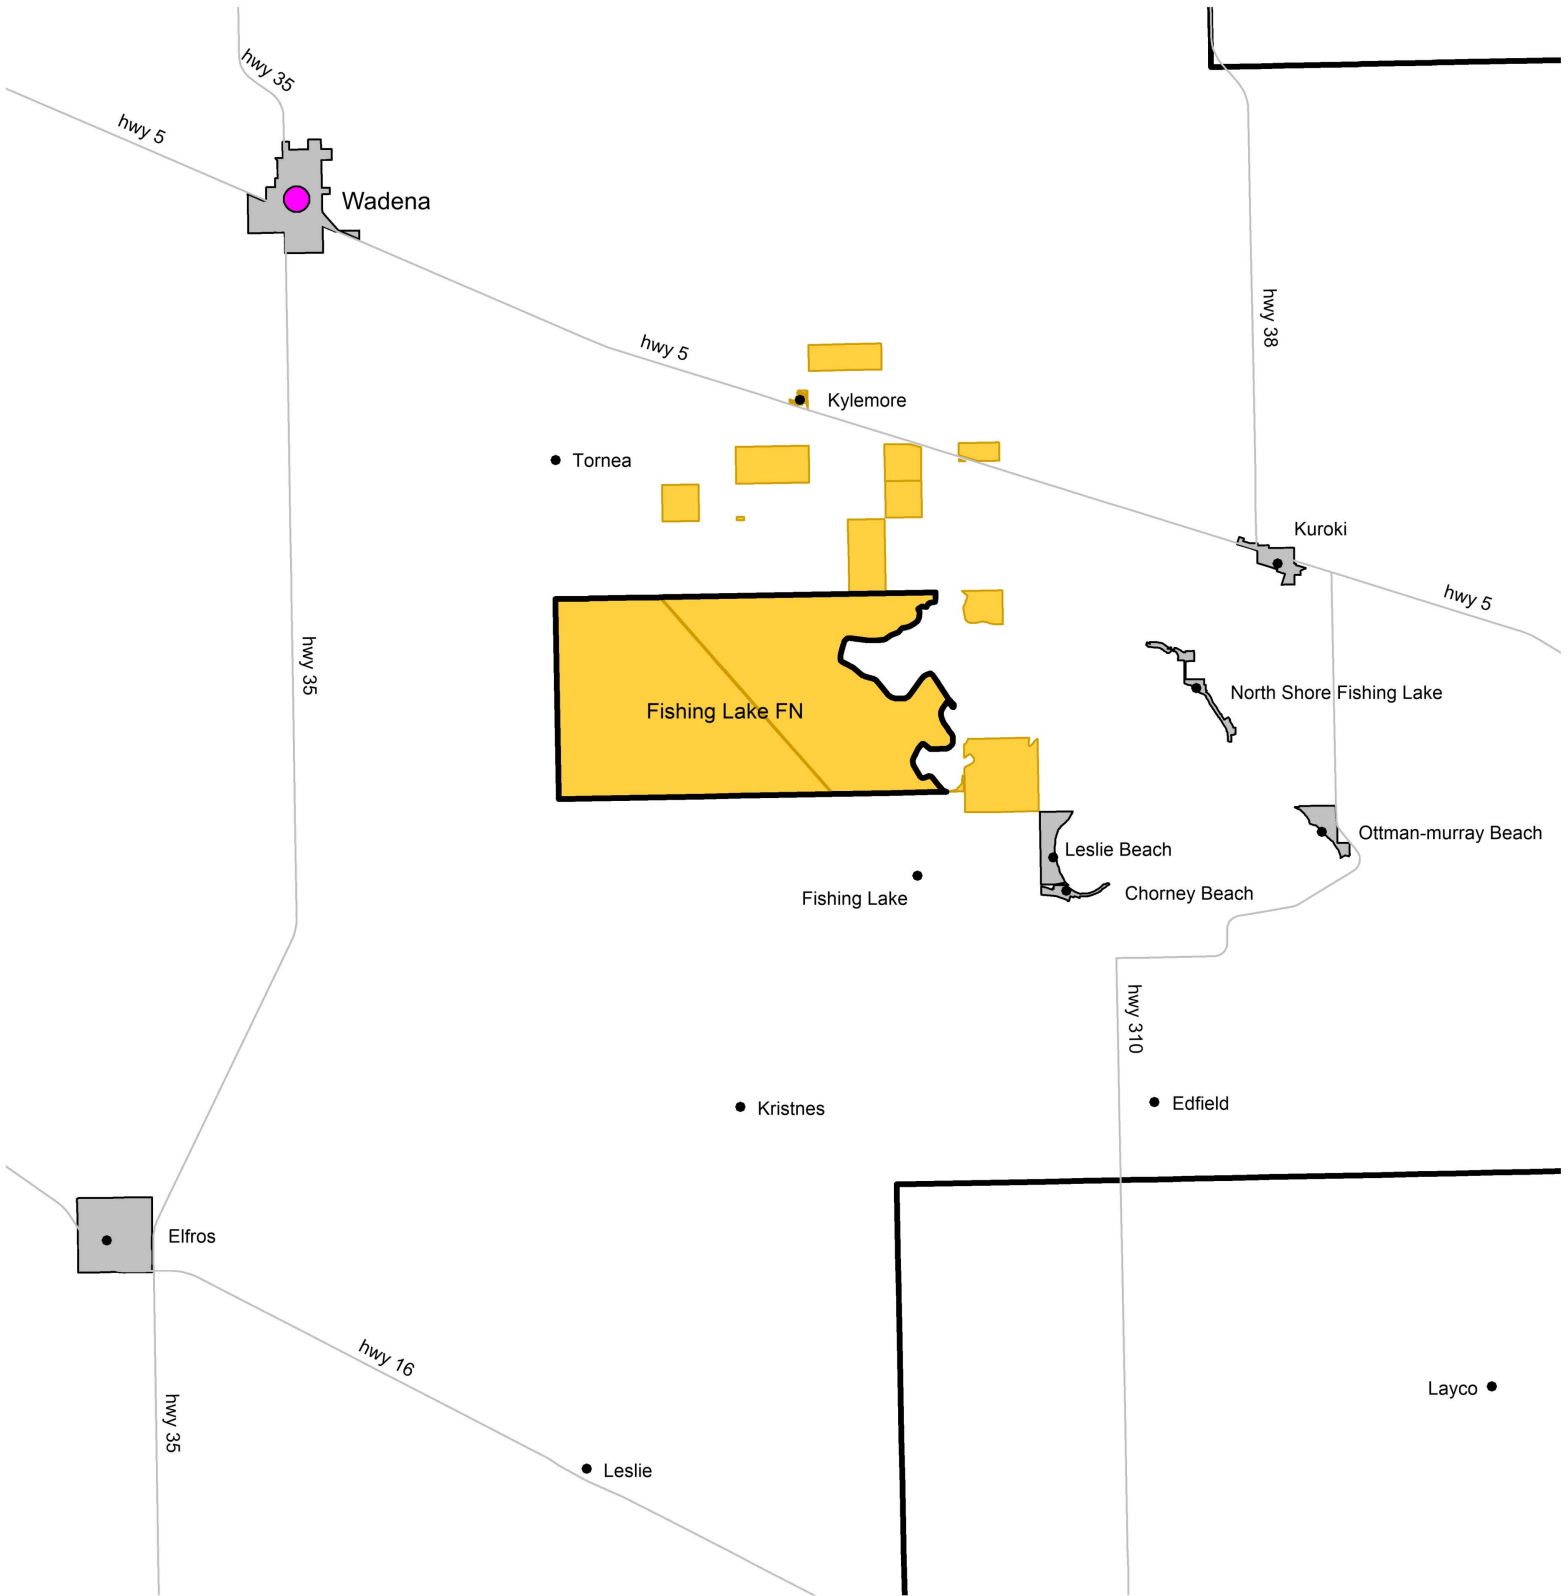 hwy 35
hwy 5
Wadena
hwy 38
hwy 5
Kylemore
Tornea
Kuroki
hwy 5
hwy 35
North Shore Fishing Lake
Fishing Lake FN
Ottman-murray Beach
Leslie Beach
Chorney Beach
Fishing Lake
hwy 310
Kristnes
Edfield
Elfros
hwy 16
Layco
hwy 35
Leslie